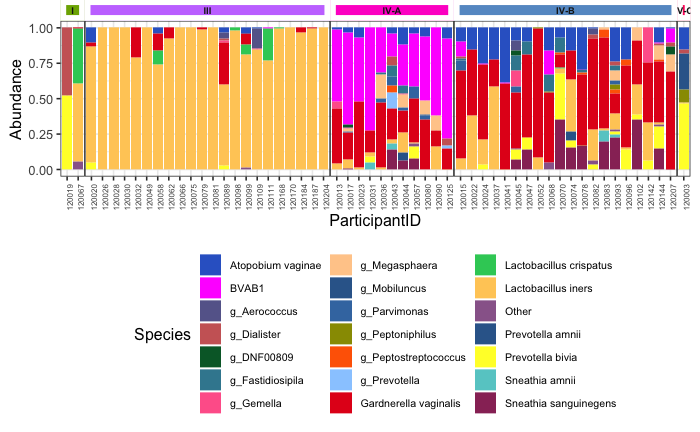 I
III
IV-A
IV-B
V-C
Abundance
1.00
0.75
0.50
0.25
0.00
120019 120067 120020 120026 120028 120030 120032 120049 120058 120062 120066 120075 120079 120081 120089 120098 120099 120109 120111 120168 120170 120184 120187 120204 120013 120017 120023 120036 120043 120044 120057 120080 120090 120125 120015 120022 120024 120037 120041 120045 120047 120052 120068 120070 120074 120078 120082 120083 120093 120096 120102 120142 120144 120207 120003
ParticipantID
Species
Atopobium vaginae
BVAB1
g_Aerococcus
g_Dialister
g_DNF00809
g_Fastidiosipila
g_Gemella
g_Megasphaera
g_Mobiluncus
g_Parvimonas
g_Peptoniphilus
g_Peptostreptococcus
g_Prevotella
Gardnerella vaginalis
Lactobacillus crispatus
Lactobacillus iners
Other
Prevotella amnii
Prevotella bivia
Sneathia amnii
Sneathia sanguinegens